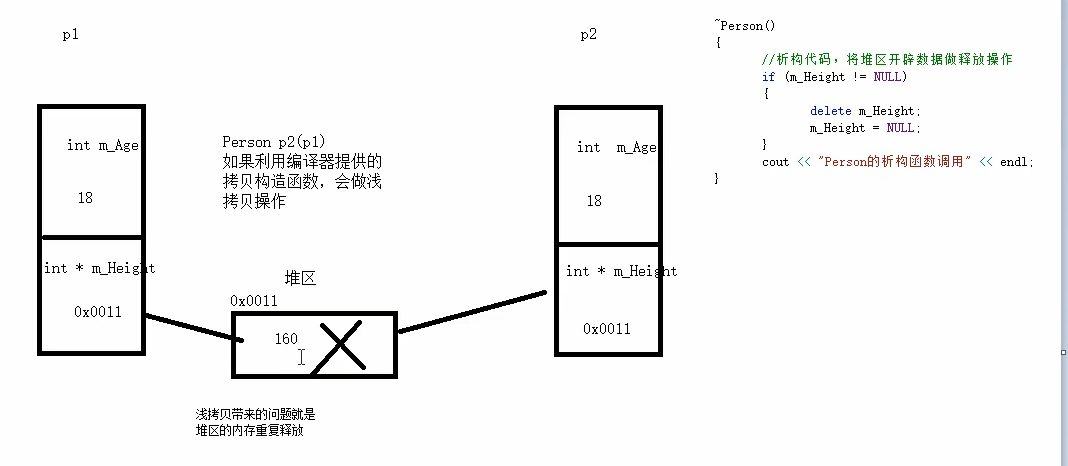 p1
p2
int m_Age
18
int * m_Height
0x0011
Person p2(p1)
如果利用编译器提供的
拷贝构造函数，会做浅
拷贝操作
堆区
0x0011
160
浅拷贝带来的问题就是
堆区的内存重复释放
int  m_Age
18
int * m_Height
0x0011
~Person()
{
//析构代码，将堆区开辟数据做释放操作
if (m_Height != NULL)
{
delete m_Height;
m_Height = NULL;
}
cout << "Person的析构函数调用" << endl;
}